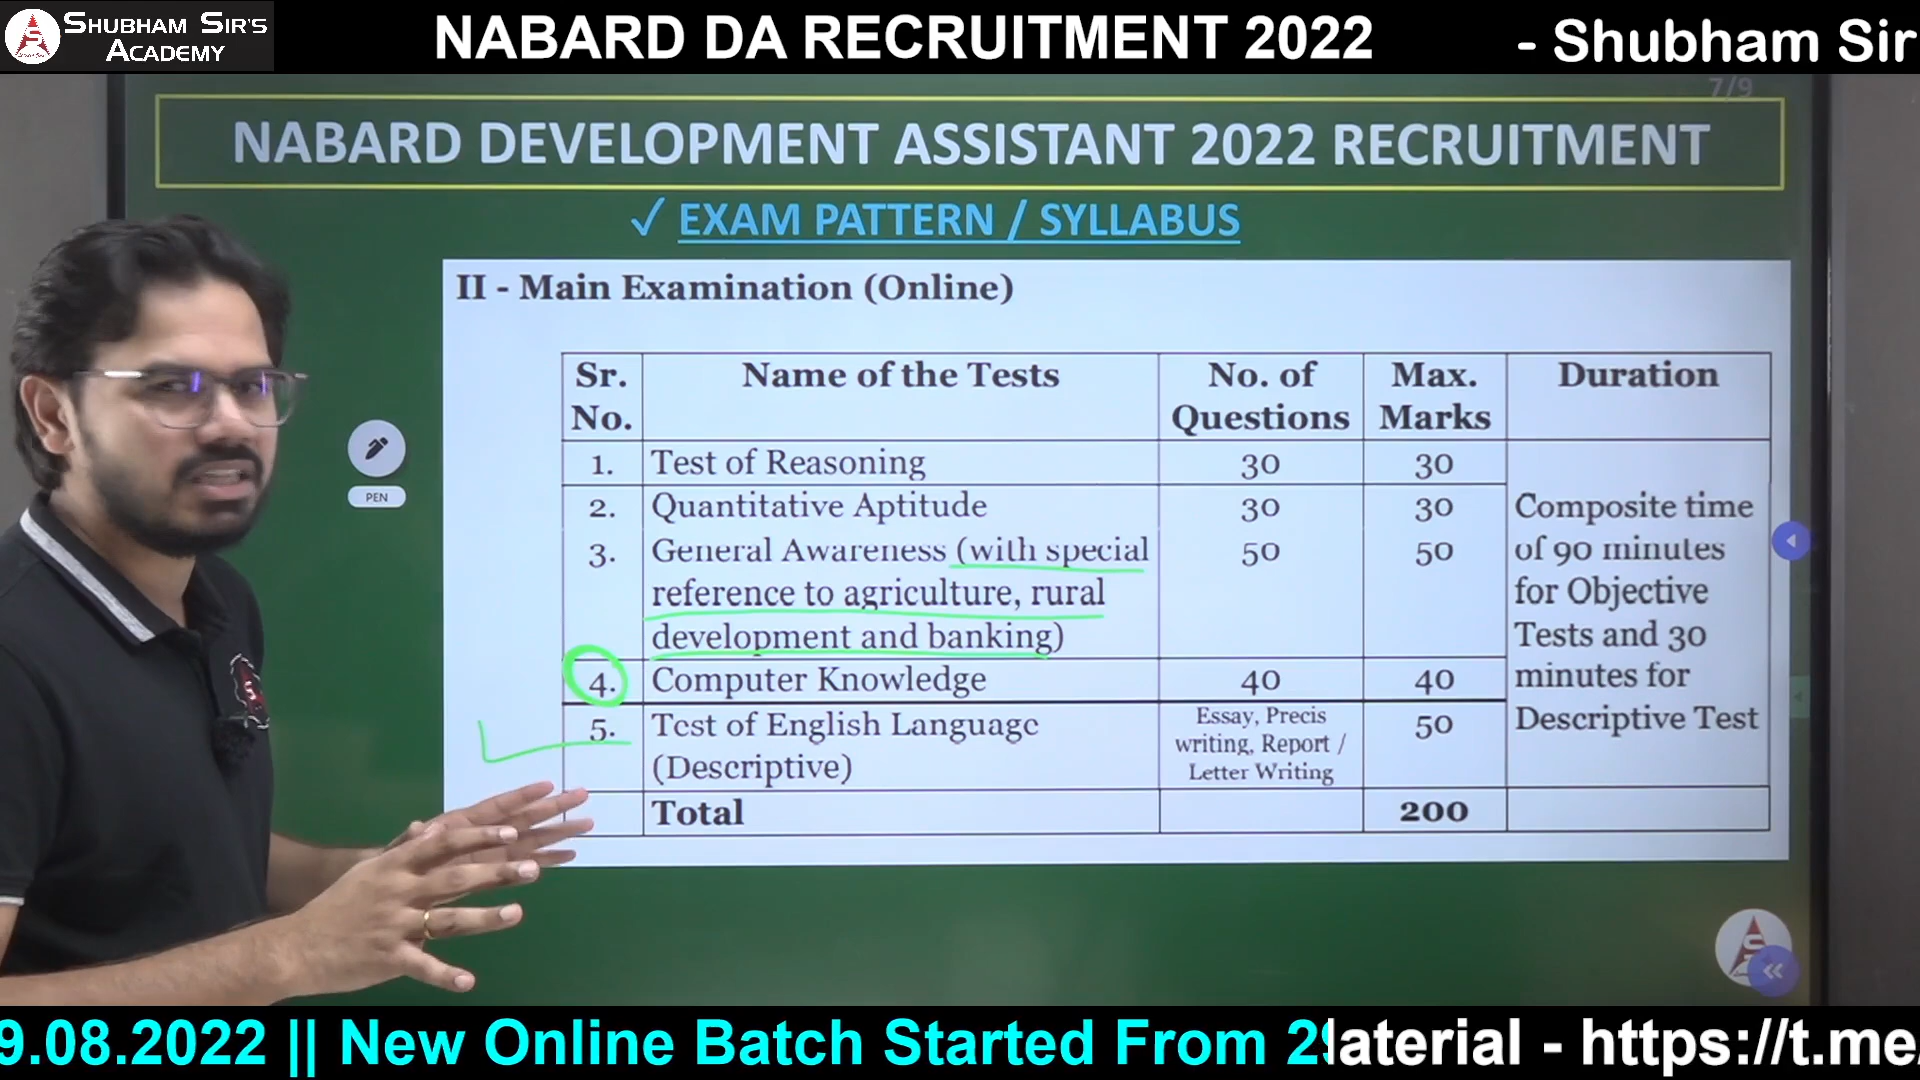 SHUBHAM SIR'S
ACADEMY
NABARD DA RECRUITMENT 2022
- Shubham Sir
7/9
NABARD DEVELOPMENT ASSISTANT 2022 RECRUITMENT
✓ EXAM PATTERN / SYLLABUS
II - Main Examination (Online)
Sr. No. Name of the Tests No. of Questions Max. Marks Duration
1. Test of Reasoning 30 30
2. Quantitative Aptitude 30 30
3. General Awareness (with special 50 50
reference to agriculture, rural
development and banking)
4. Computer Knowledge 40 40
5. Test of English Language 50
(Descriptive)
Essay, Precis
writing, Report /
Letter Writing
Composite time
of 90 minutes
for Objective
Tests and 30
minutes for
Descriptive Test
Total 200
PEN
9.08.2022 || New Online Batch Started From 29
aterial - https://t.me/